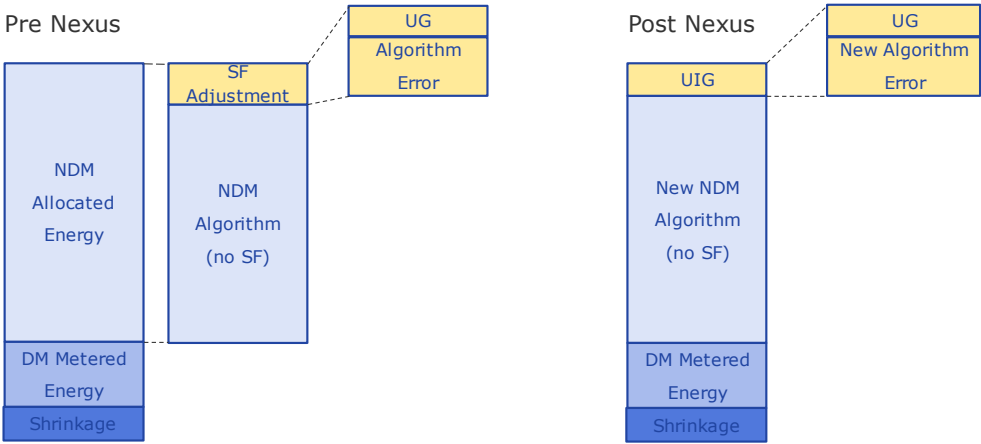 Pre Nexus
NDM
Allocated
Energy
DM Metered
Energy
Shrinkage
SF
Adjustment
NDM
Algorithm
(no SF)
UG
Algorithm
Error
Post Nexus
UIG
New NDM
Algorithm
(no SF)
DM Metered
Energy
Shrinkage
UG
New Algorithm
Error